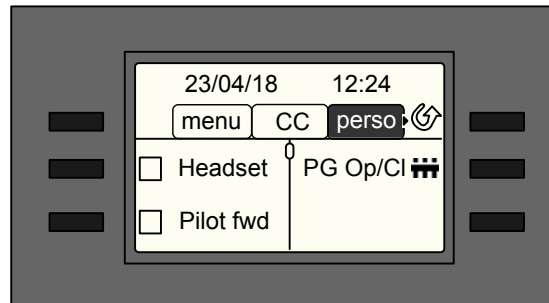 23/04/18 12:24
menu CC perso
Headset PG Op/Cl
Pilot fwd